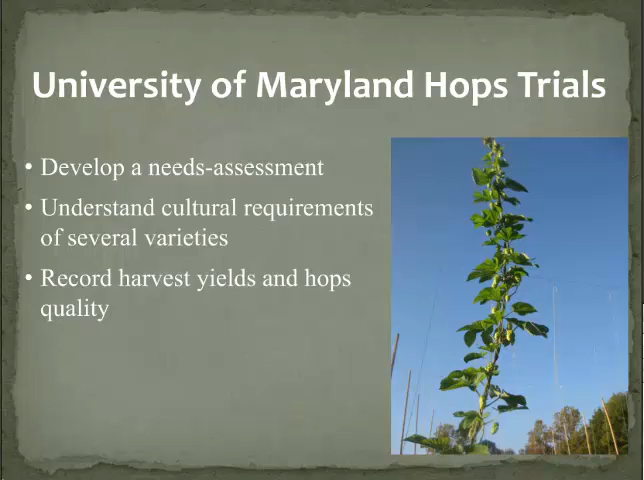 University of Maryland Hops Trials
• Develop a needs-assessment
• Understand cultural requirements
of several varieties
• Record harvest yields and hops
quality